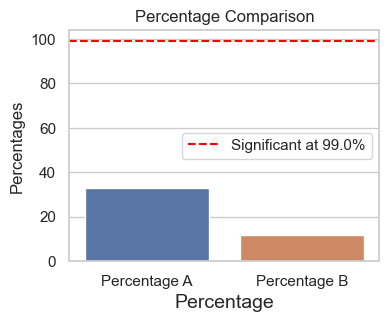 Percentage Comparison
Percentages
100
80
60
40
20
0
Significant at 99.0%
Percentage A
Percentage B
Percentage